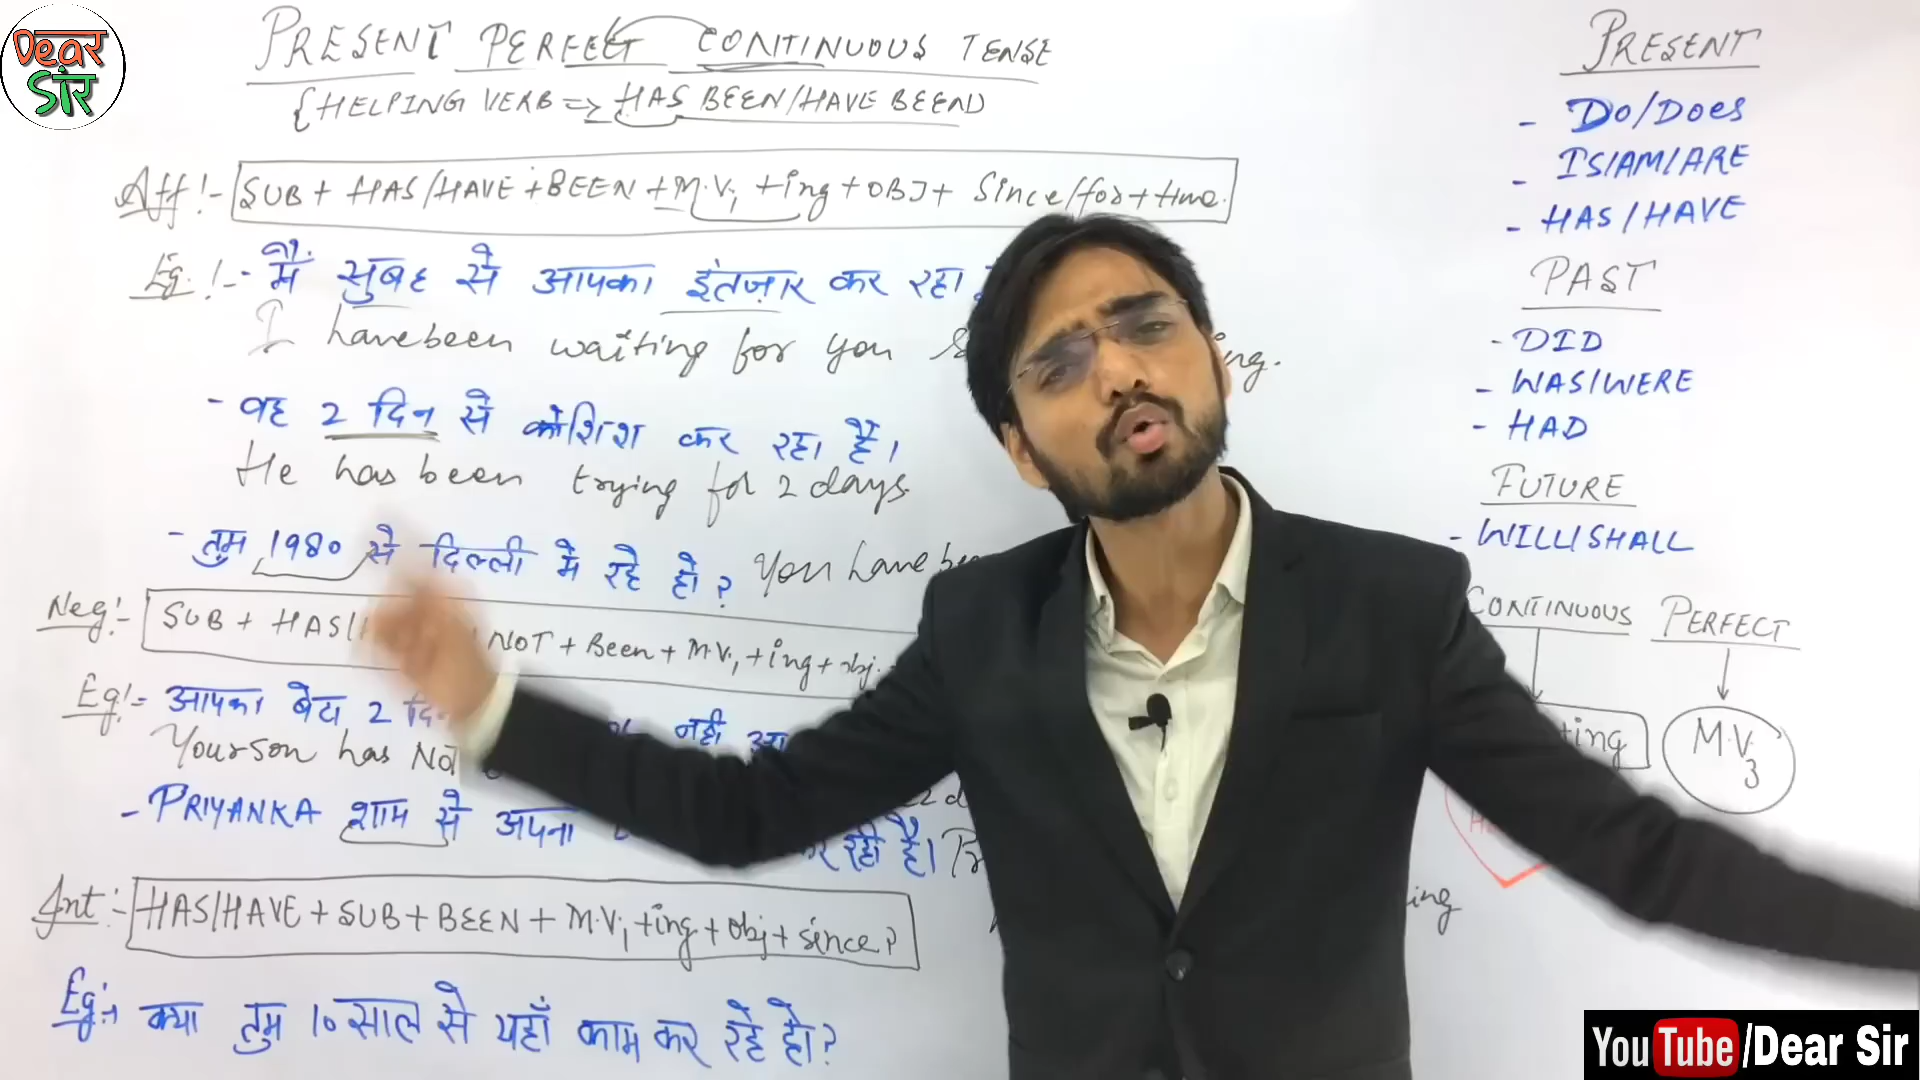 Dear
Sir
PRESENT PERFECT CONTINUOUS TENSE
{HELPING VERB => HAS BEEN/HAVE BEEN}
Aff:- SUB + HAS/HAVE + BEEN + M.V1 + ing + OBJ + Since/for + time.
Eg:- मैं सुबह से आपका इंतज़ार कर रहा
I have been waiting for you
- वह 2 दिन से कोशिश कर रहा है।
He has been trying for 2 days
- तुम 1980 से दिल्ली में रहे हो? You have
Neg:- SUB + HAS/ NOT + Been + M.V1 + ing + obj.
Eg:- आपका बेटा 2 नहीं
Your son has Not
- PRIYANKA शाम से अपना रही है।
Int:- HAS/HAVE + SUB + BEEN + M.V1 + ing + obj + since?
Eg:- क्या तुम 10 साल से यहाँ काम कर रहे हो?
PRESENT
- DO/DOES
- IS/AM/ARE
- HAS/HAVE
PAST
- DID
- WAS/WERE
- HAD
FUTURE
- WILL/SHALL
CONTINUOUS PERFECT
+ing M.V3
YouTube/Dear Sir